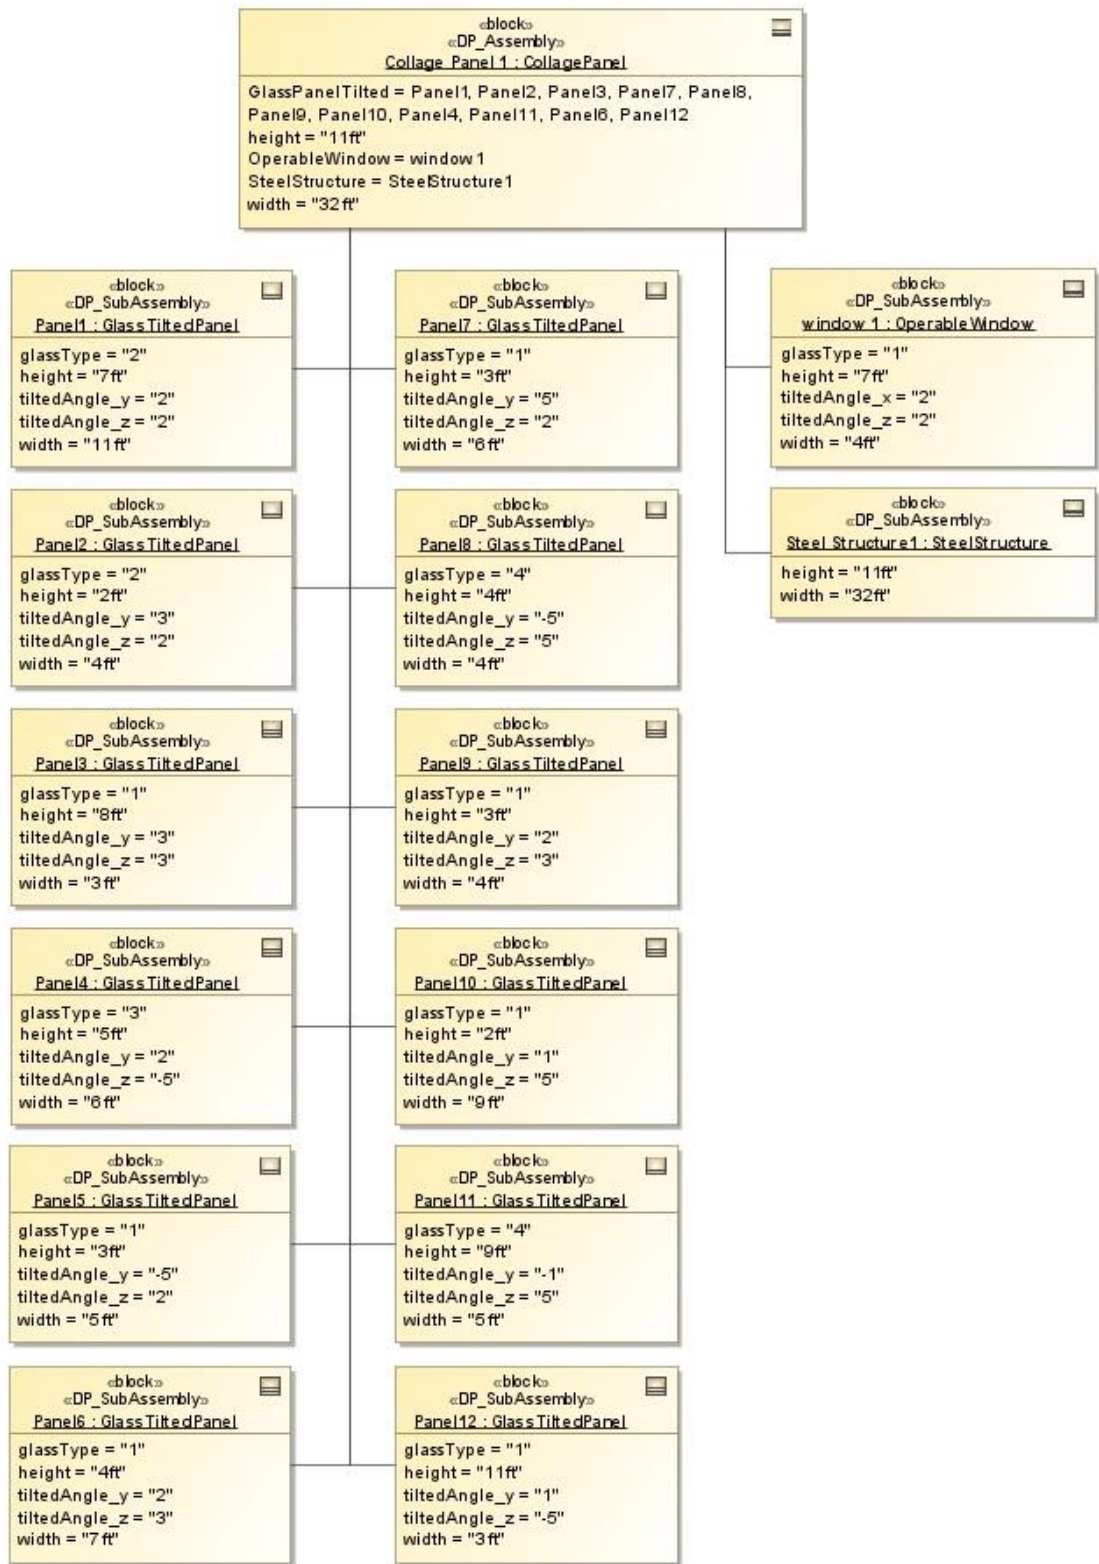 «block»
«DP_Assembly»
Collage Panel 1 : CollagePanel
GlassPanelTilted = Panel1, Panel2, Panel3, Panel7, Panel8,
Panel9, Panel10, Panel4, Panel11, Panel6, Panel12
height = "11ft"
OperableWindow = window1
SteelStructure = SteelStructure1
width = "32ft"
«block»
«DP_SubAssembly»
Panel1 : GlassTiltedPanel
glassType = "2"
height = "7ft"
tiltedAngle_y = "2"
tiltedAngle_z = "2"
width = "11ft"
«block»
«DP_SubAssembly»
Panel7 : GlassTiltedPanel
glassType = "1"
height = "3ft"
tiltedAngle_y = "5"
tiltedAngle_z = "2"
width = "6ft"
«block»
«DP_SubAssembly»
window 1 : OperableWindow
glassType = "1"
height = "7ft"
tiltedAngle_x = "2"
tiltedAngle_z = "2"
width = "4ft"
«block»
«DP_SubAssembly»
Panel2 : GlassTiltedPanel
glassType = "2"
height = "2ft"
tiltedAngle_y = "3"
tiltedAngle_z = "2"
width = "4ft"
«block»
«DP_SubAssembly»
Panel8 : GlassTiltedPanel
glassType = "4"
height = "4ft"
tiltedAngle_y = "-5"
tiltedAngle_z = "5"
width = "4ft"
«block»
«DP_SubAssembly»
Steel Structure1 : SteelStructure
height = "11ft"
width = "32ft"
«block»
«DP_SubAssembly»
Panel3 : GlassTiltedPanel
glassType = "1"
height = "8ft"
tiltedAngle_y = "3"
tiltedAngle_z = "3"
width = "3ft"
«block»
«DP_SubAssembly»
Panel9 : GlassTiltedPanel
glassType = "1"
height = "3ft"
tiltedAngle_y = "2"
tiltedAngle_z = "3"
width = "4ft"
«block»
«DP_SubAssembly»
Panel4 : GlassTiltedPanel
glassType = "3"
height = "5ft"
tiltedAngle_y = "2"
tiltedAngle_z = "-5"
width = "6ft"
«block»
«DP_SubAssembly»
Panel10 : GlassTiltedPanel
glassType = "1"
height = "2ft"
tiltedAngle_y = "1"
tiltedAngle_z = "5"
width = "9ft"
«block»
«DP_SubAssembly»
Panel5 : GlassTiltedPanel
glassType = "1"
height = "3ft"
tiltedAngle_y = "-5"
tiltedAngle_z = "2"
width = "5ft"
«block»
«DP_SubAssembly»
Panel11 : GlassTiltedPanel
glassType = "4"
height = "9ft"
tiltedAngle_y = "-1"
tiltedAngle_z = "5"
width = "5ft"
«block»
«DP_SubAssembly»
Panel6 : GlassTiltedPanel
glassType = "1"
height = "4ft"
tiltedAngle_y = "2"
tiltedAngle_z = "3"
width = "7ft"
«block»
«DP_SubAssembly»
Panel12 : GlassTiltedPanel
glassType = "1"
height = "11ft"
tiltedAngle_y = "1"
tiltedAngle_z = "-5"
width = "3ft"